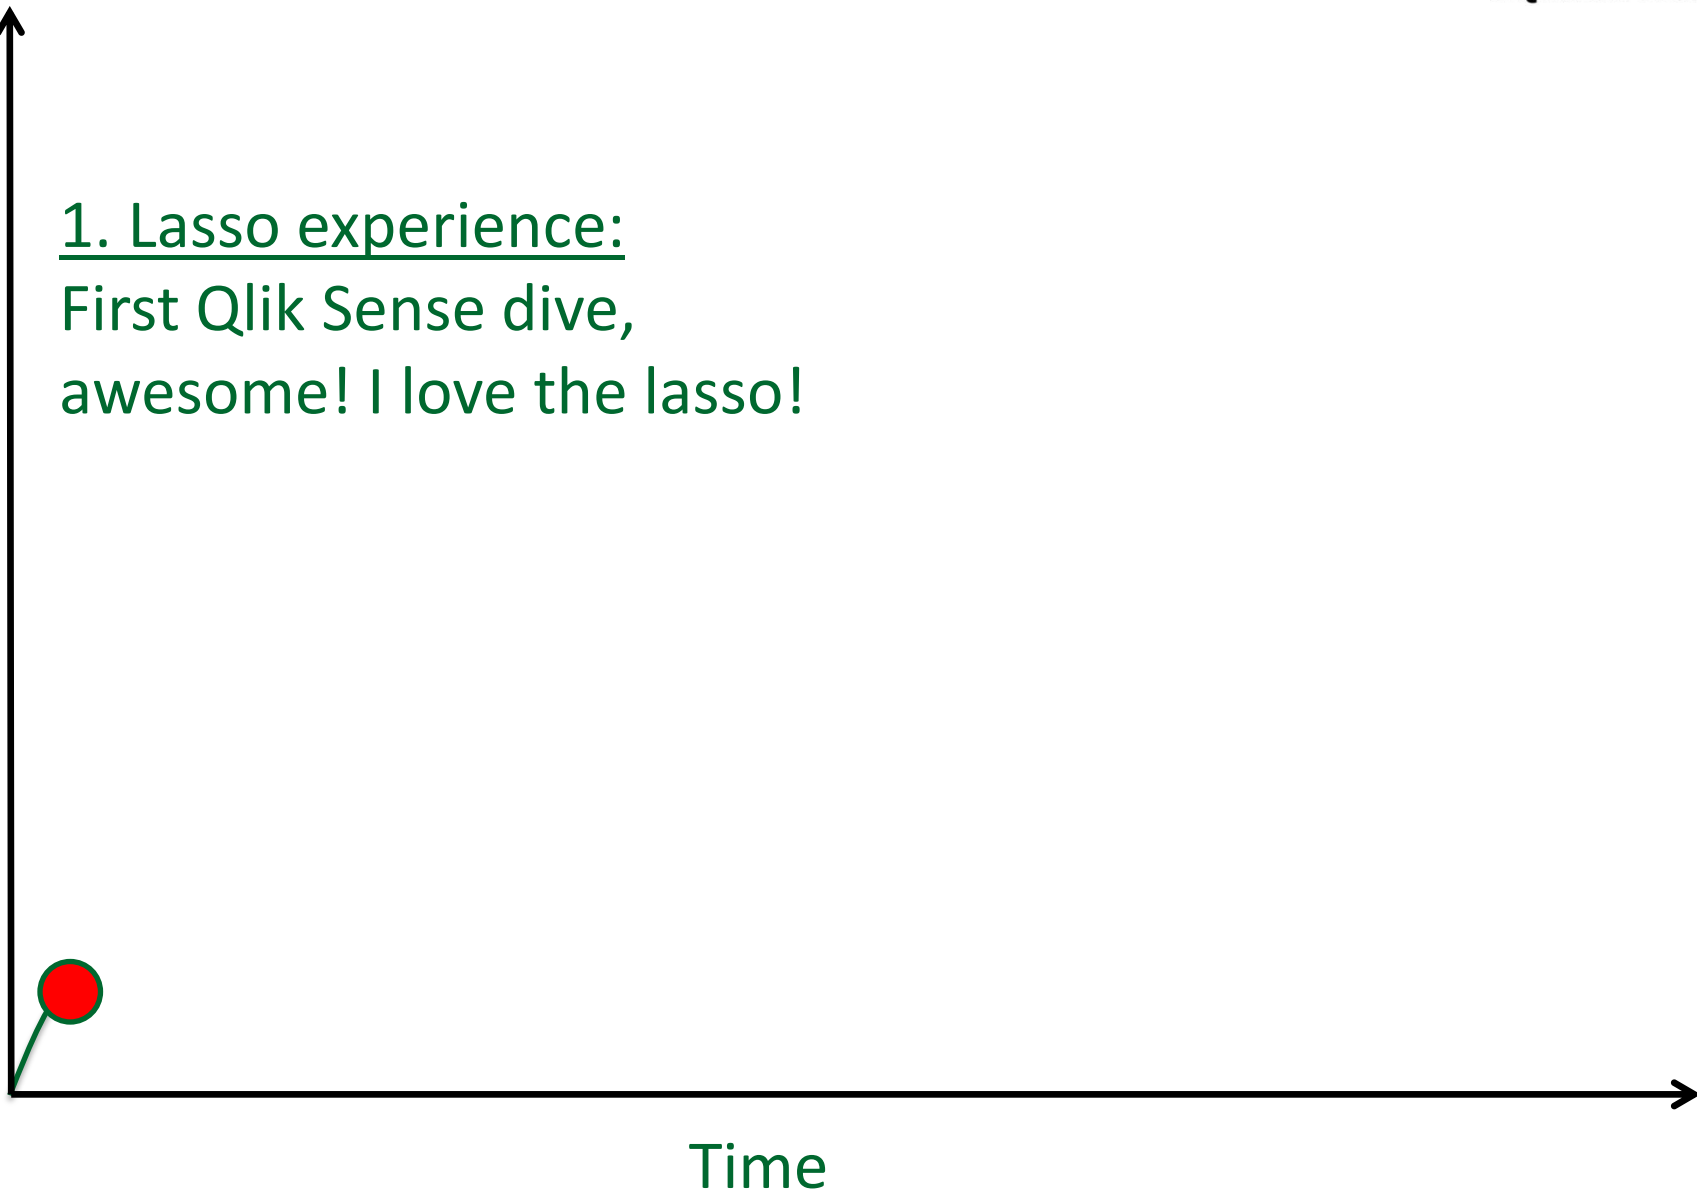 1. Lasso experience:
First Qlik Sense dive,
awesome! I love the lasso!
Time